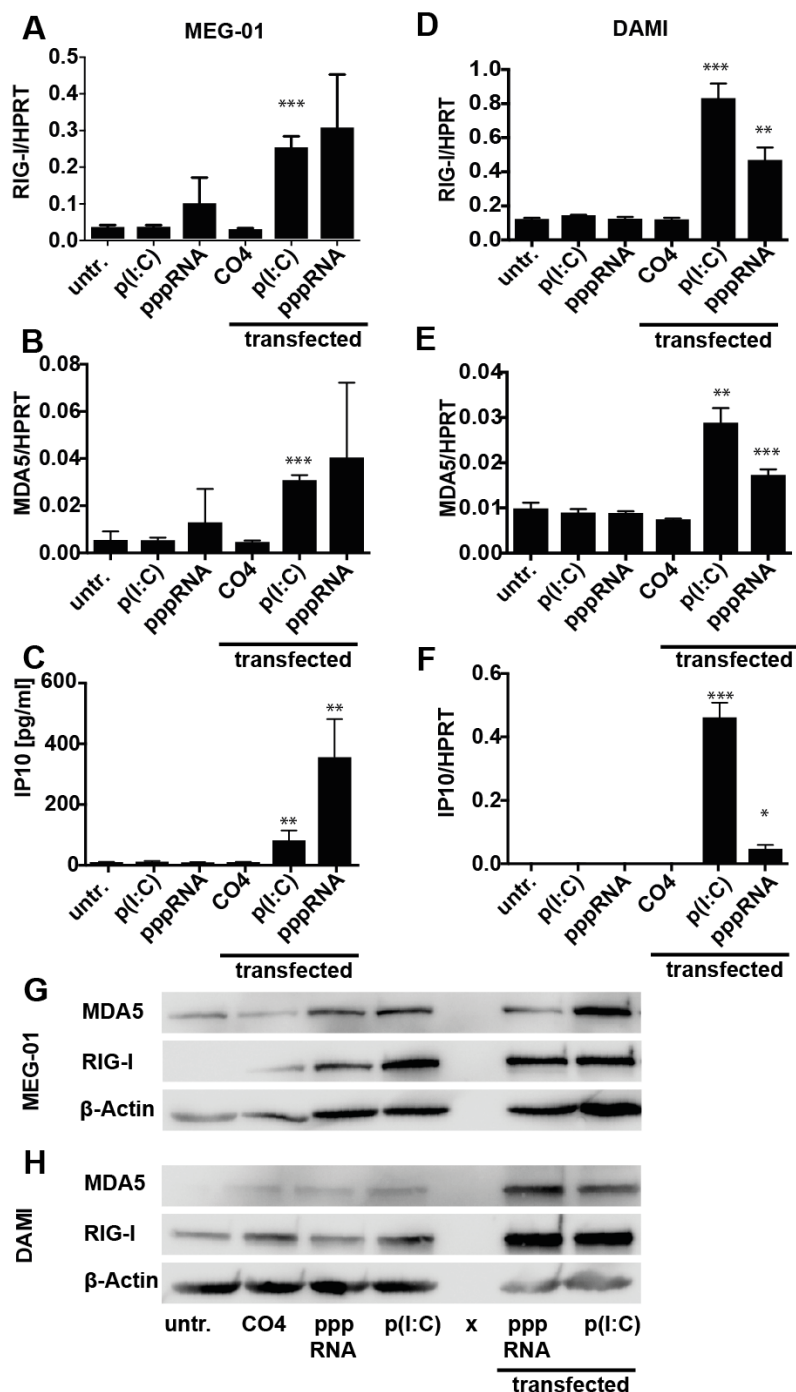 A
MEG-01
RIG-I/HPRT
0.5
0.4
0.3
0.2
0.1
0.0
***
untr.
p(I:C)
pppRNA
CO4
p(I:C)
pppRNA
transfected
D
DAMI
RIG-I/HPRT
1.0
0.8
0.6
0.4
0.2
0.0
***
**
untr.
p(I:C)
pppRNA
CO4
p(I:C)
pppRNA
transfected
B
MDA5/HPRT
0.08
0.06
0.04
0.02
0.00
***
untr.
p(I:C)
pppRNA
CO4
p(I:C)
pppRNA
transfected
E
MDA5/HPRT
0.04
0.03
0.02
0.01
0.00
**
***
untr.
p(I:C)
pppRNA
CO4
p(I:C)
pppRNA
transfected
C
IP10 [pg/ml]
600
400
200
0
**
**
untr.
p(I:C)
pppRNA
CO4
p(I:C)
pppRNA
transfected
F
IP10/HPRT
0.6
0.4
0.2
0.0
***
*
untr.
p(I:C)
pppRNA
CO4
p(I:C)
pppRNA
transfected
G
MEG-01
MDA5
RIG-I
β-Actin
H
DAMI
MDA5
RIG-I
β-Actin
untr. CO4 ppp p(I:C) x ppp p(I:C)
RNA RNA
transfected